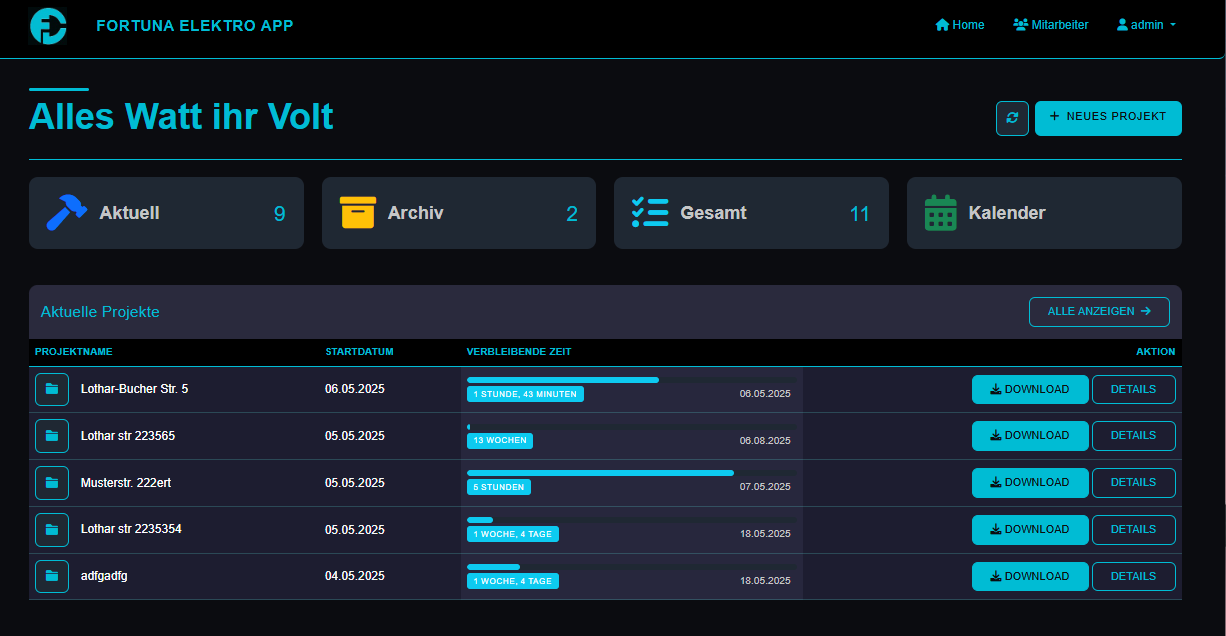 FORTUNA ELEKTRO APP
Home
Mitarbeiter
admin
Alles Watt ihr Volt
NEUES PROJEKT
Aktuell 9
Archiv 2
Gesamt 11
Kalender
Aktuelle Projekte
ALLE ANZEIGEN
PROJEKTNAME STARTDATUM VERBLEIBENDE ZEIT AKTION
Lothar-Bucher Str. 5 06.05.2025 1 STUNDE, 43 MINUTEN 06.05.2025 DOWNLOAD DETAILS
Lothar str 223565 05.05.2025 13 WOCHEN 06.08.2025 DOWNLOAD DETAILS
Musterstr. 222ert 05.05.2025 5 STUNDEN 07.05.2025 DOWNLOAD DETAILS
Lothar str 2235354 05.05.2025 1 WOCHE, 4 TAGE 18.05.2025 DOWNLOAD DETAILS
adfgadfg 04.05.2025 1 WOCHE, 4 TAGE 18.05.2025 DOWNLOAD DETAILS